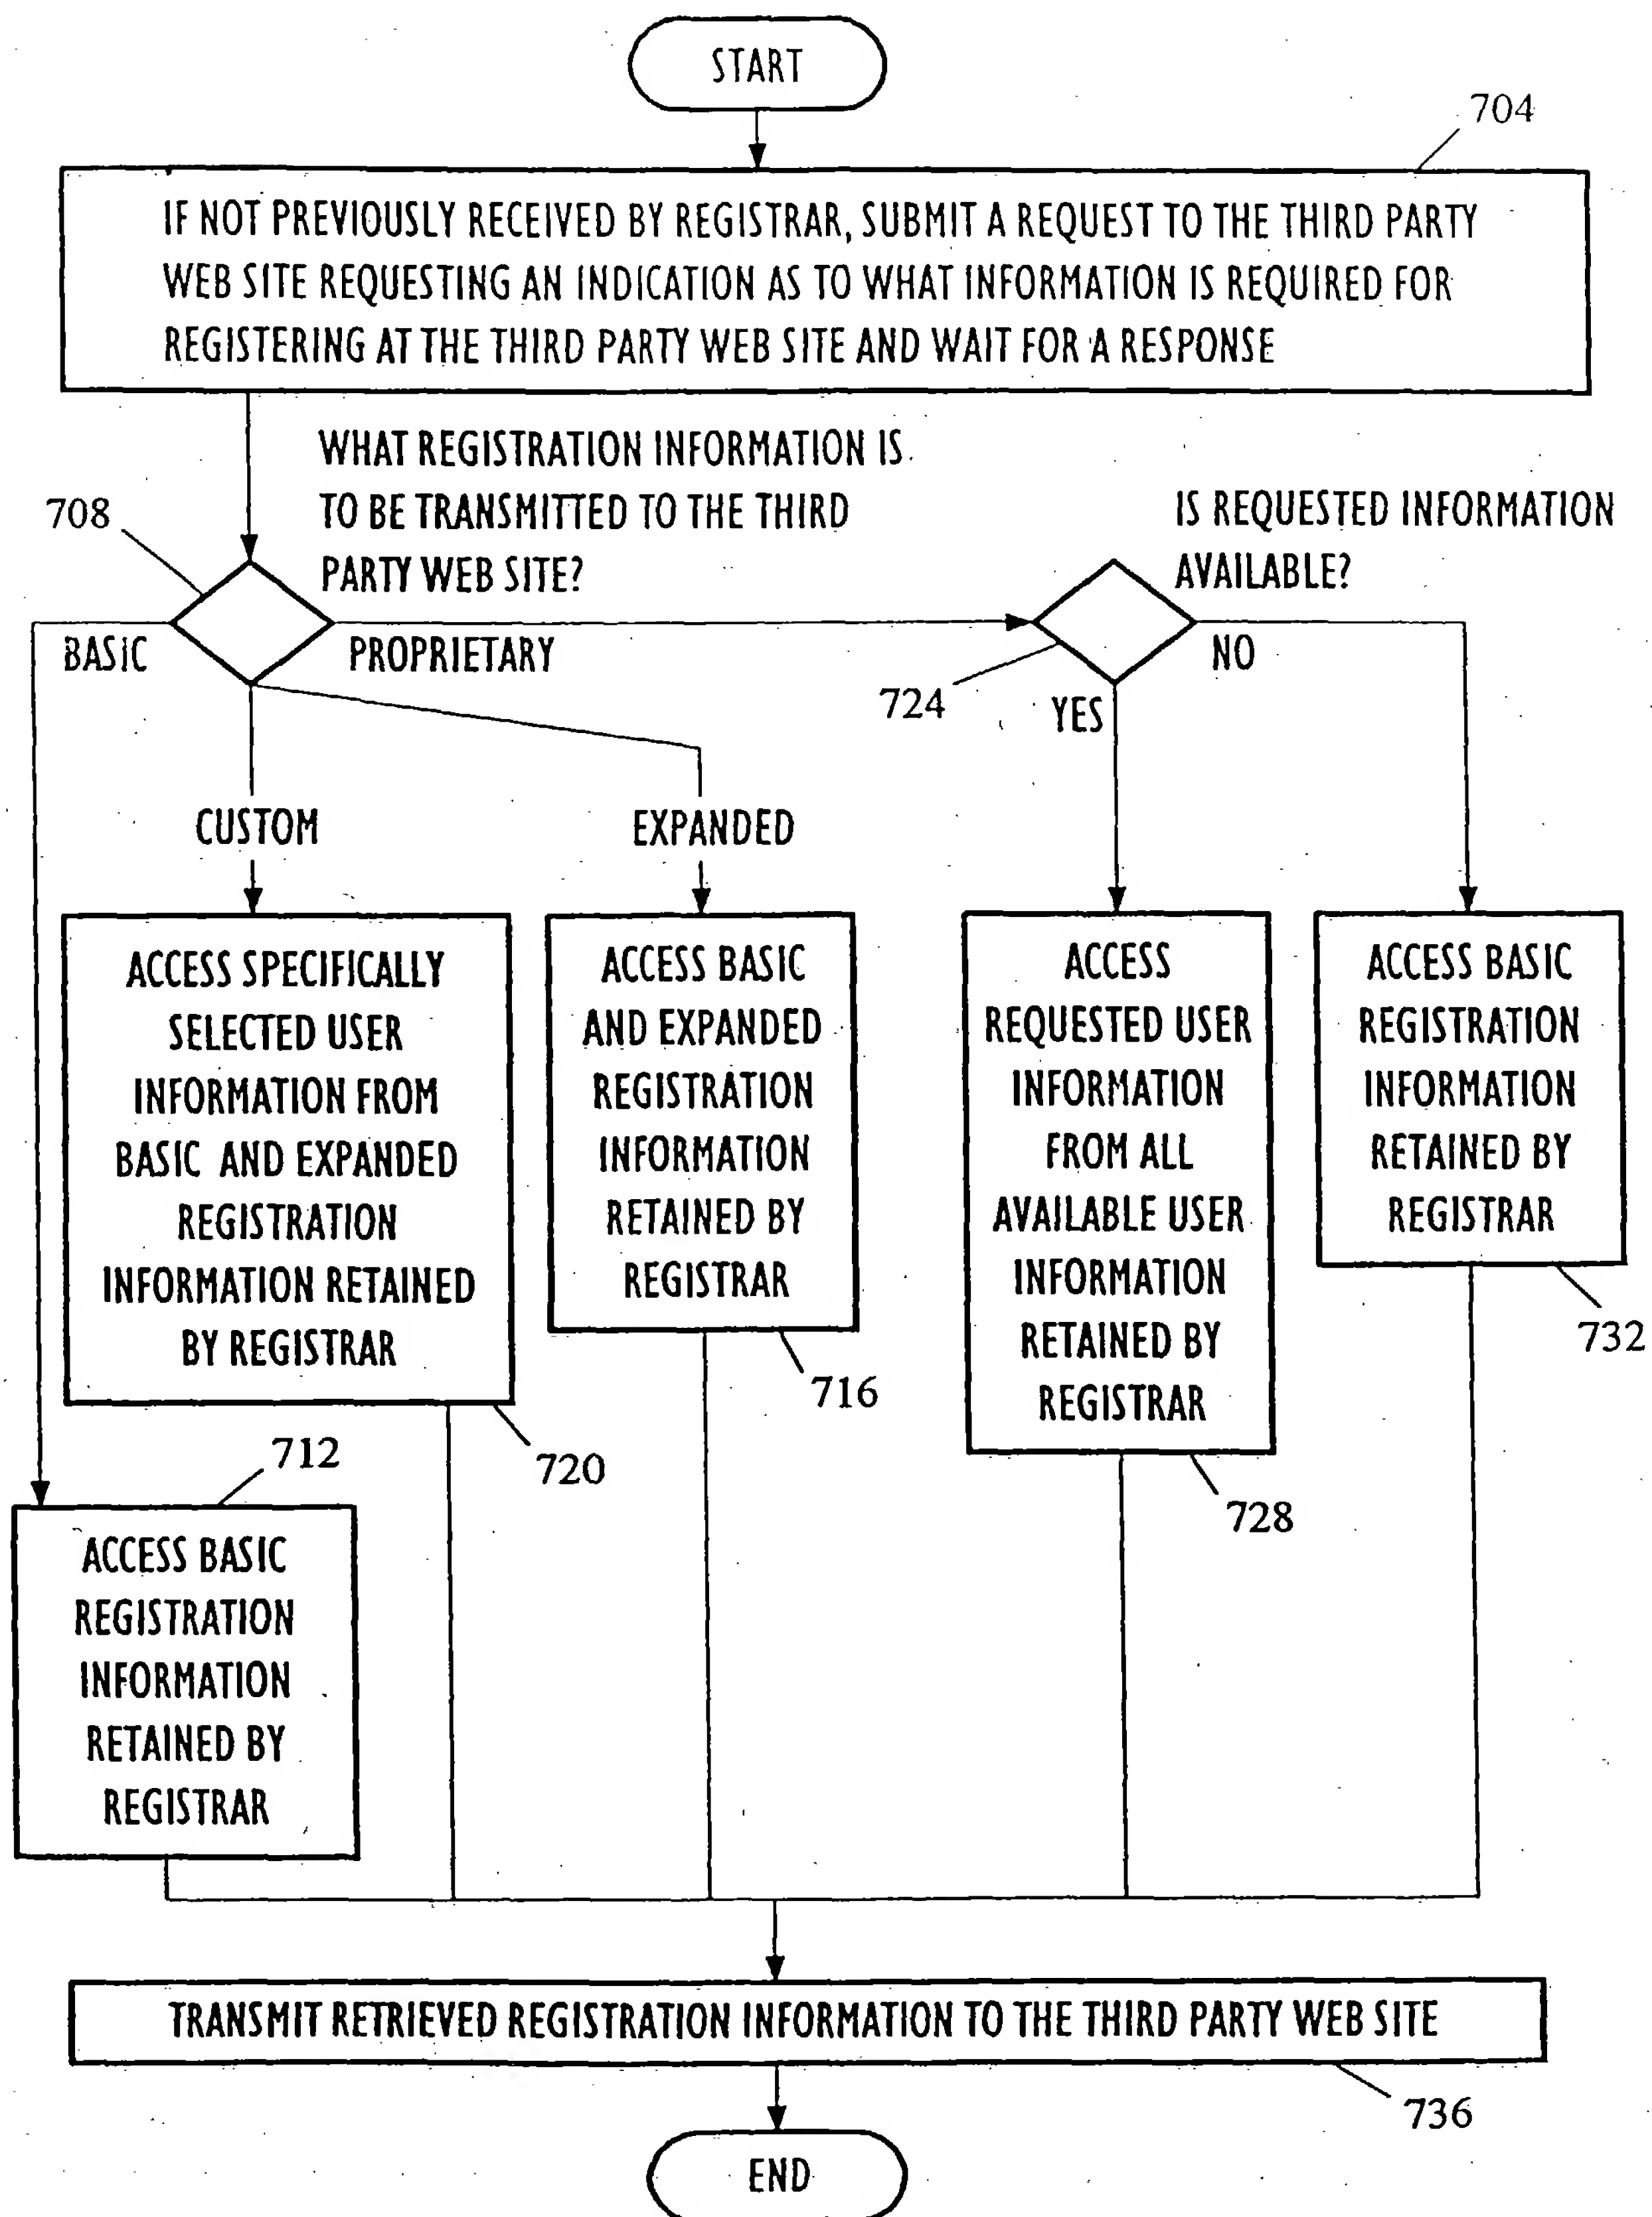 START
704
IF NOT PREVIOUSLY RECEIVED BY REGISTRAR, SUBMIT A REQUEST TO THE THIRD PARTY
WEB SITE REQUESTING AN INDICATION AS TO WHAT INFORMATION IS REQUIRED FOR
REGISTERING AT THE THIRD PARTY WEB SITE AND WAIT FOR A RESPONSE
WHAT REGISTRATION INFORMATION IS
TO BE TRANSMITTED TO THE THIRD
PARTY WEB SITE?
708
IS REQUESTED INFORMATION
AVAILABLE?
BASIC
PROPRIETARY
724
NO
YES
CUSTOM
EXPANDED
ACCESS SPECIFICALLY
SELECTED USER
INFORMATION FROM
BASIC AND EXPANDED
REGISTRATION
INFORMATION RETAINED
BY REGISTRAR
720
ACCESS BASIC
AND EXPANDED
REGISTRATION
INFORMATION
RETAINED BY
REGISTRAR
716
ACCESS
REQUESTED USER
INFORMATION
FROM ALL
AVAILABLE USER
INFORMATION
RETAINED BY
REGISTRAR
728
ACCESS BASIC
REGISTRATION
INFORMATION
RETAINED BY
REGISTRAR
732
712
ACCESS BASIC
REGISTRATION
INFORMATION
RETAINED BY
REGISTRAR
TRANSMIT RETRIEVED REGISTRATION INFORMATION TO THE THIRD PARTY WEB SITE
736
END